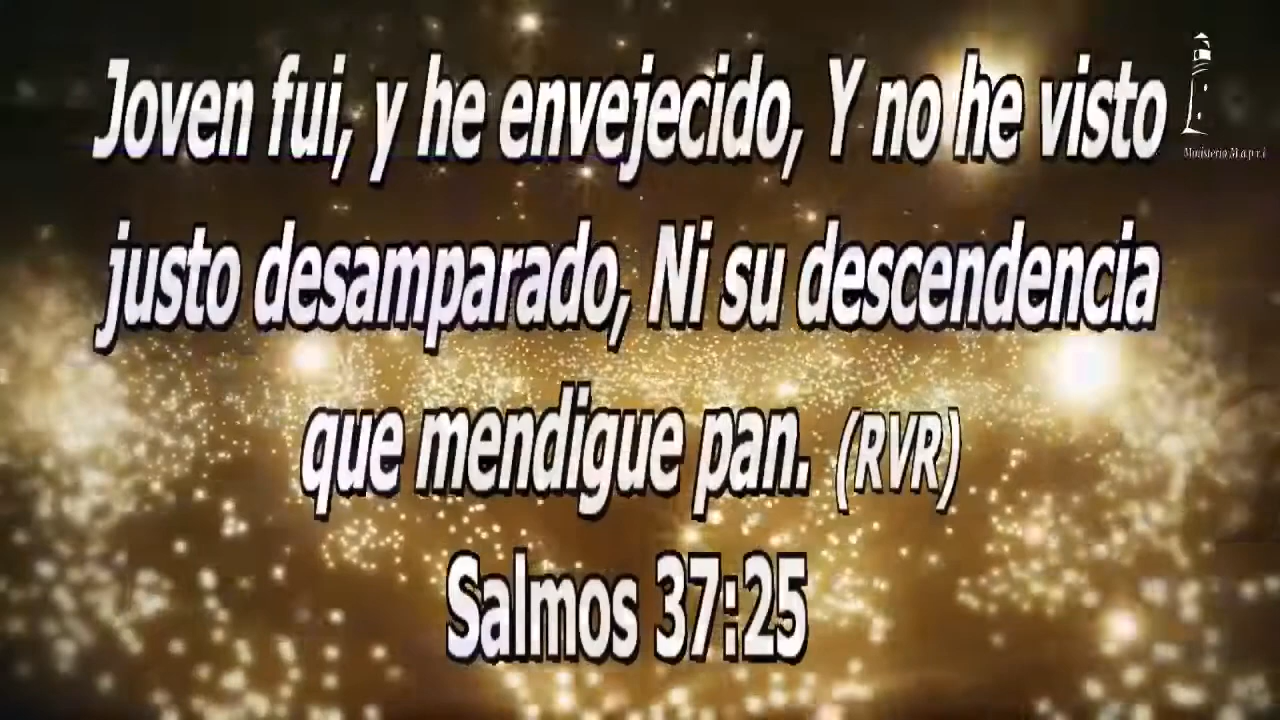 Joven fui, y he envejecido, Y no he visto
justo desamparado, Ni su descendencia
que mendigue pan. (RVR)
Salmos 37:25
Ministerio M.a.p.r.l